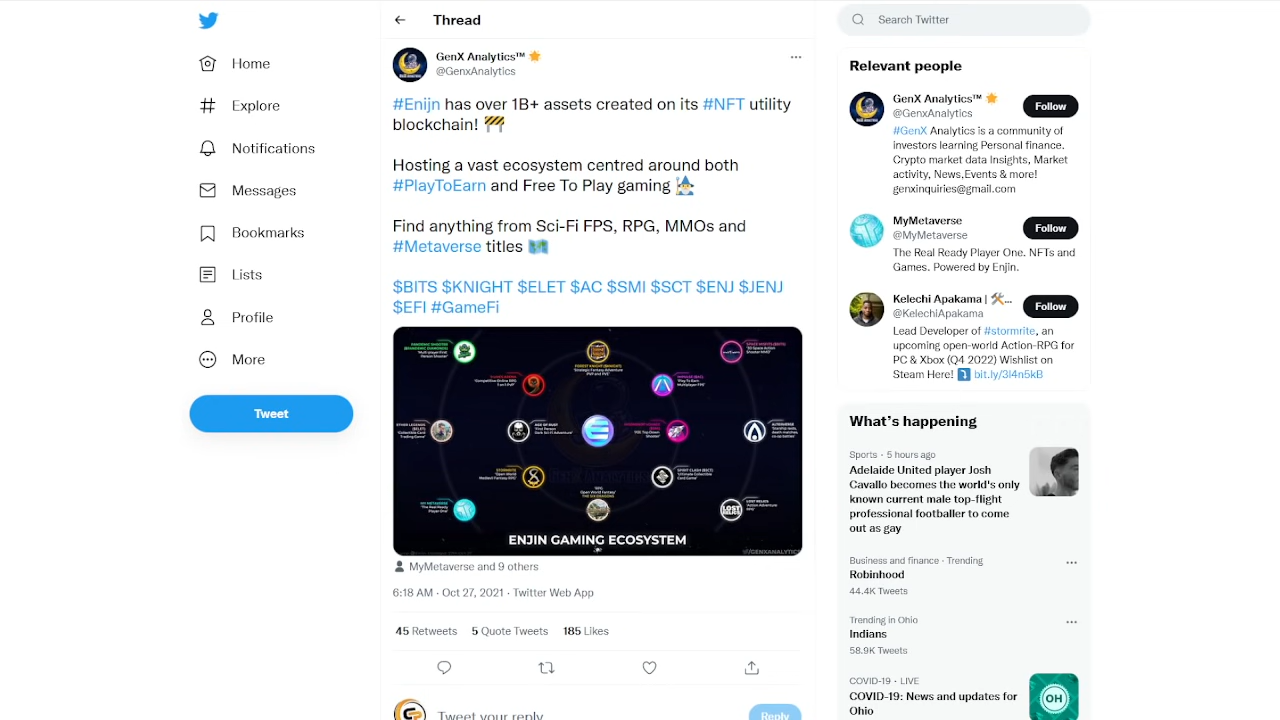 Thread
Search Twitter
Home
Explore
Notifications
Messages
Bookmarks
Lists
Profile
More
Tweet
GenX Analytics™
@GenxAnalytics
#Enijn has over 1B+ assets created on its #NFT utility
blockchain!
Hosting a vast ecosystem centred around both
#PlayToEarn and Free To Play gaming
Find anything from Sci-Fi FPS, RPG, MMOs and
#Metaverse titles
$BITS $KNIGHT $ELET $AC $SMI $SCT $ENJ $JENJ
$EFI #GameFi
AGE OF RUST
LOST RELICS
ENJIN GAMING ECOSYSTEM
MyMetaverse and 9 others
6:18 AM · Oct 27, 2021 · Twitter Web App
45 Retweets 5 Quote Tweets 185 Likes
Tweet your reply
Reply
Relevant people
GenX Analytics™
@GenxAnalytics
Follow
#GenX Analytics is a community of
investors learning Personal finance.
Crypto market data Insights, Market
activity, News,Events & more!
genxinquiries@gmail.com
MyMetaverse
@MyMetaverse
Follow
The Real Ready Player One. NFTs and
Games. Powered by Enjin.
Kelechi Apakama | ...
@KelechiApakama
Follow
Lead Developer of #stormrite, an
upcoming open-world Action-RPG for
PC & Xbox (Q4 2022) Wishlist on
Steam Here! bit.ly/3l4n5kB
What's happening
Sports · 5 hours ago
Adelaide United player Josh
Cavallo becomes the world's only
known current male top-flight
professional footballer to come
out as gay
Business and finance · Trending
Robinhood
44.4K Tweets
Trending in Ohio
Indians
58.9K Tweets
COVID-19 · LIVE
COVID-19: News and updates for
Ohio
OH